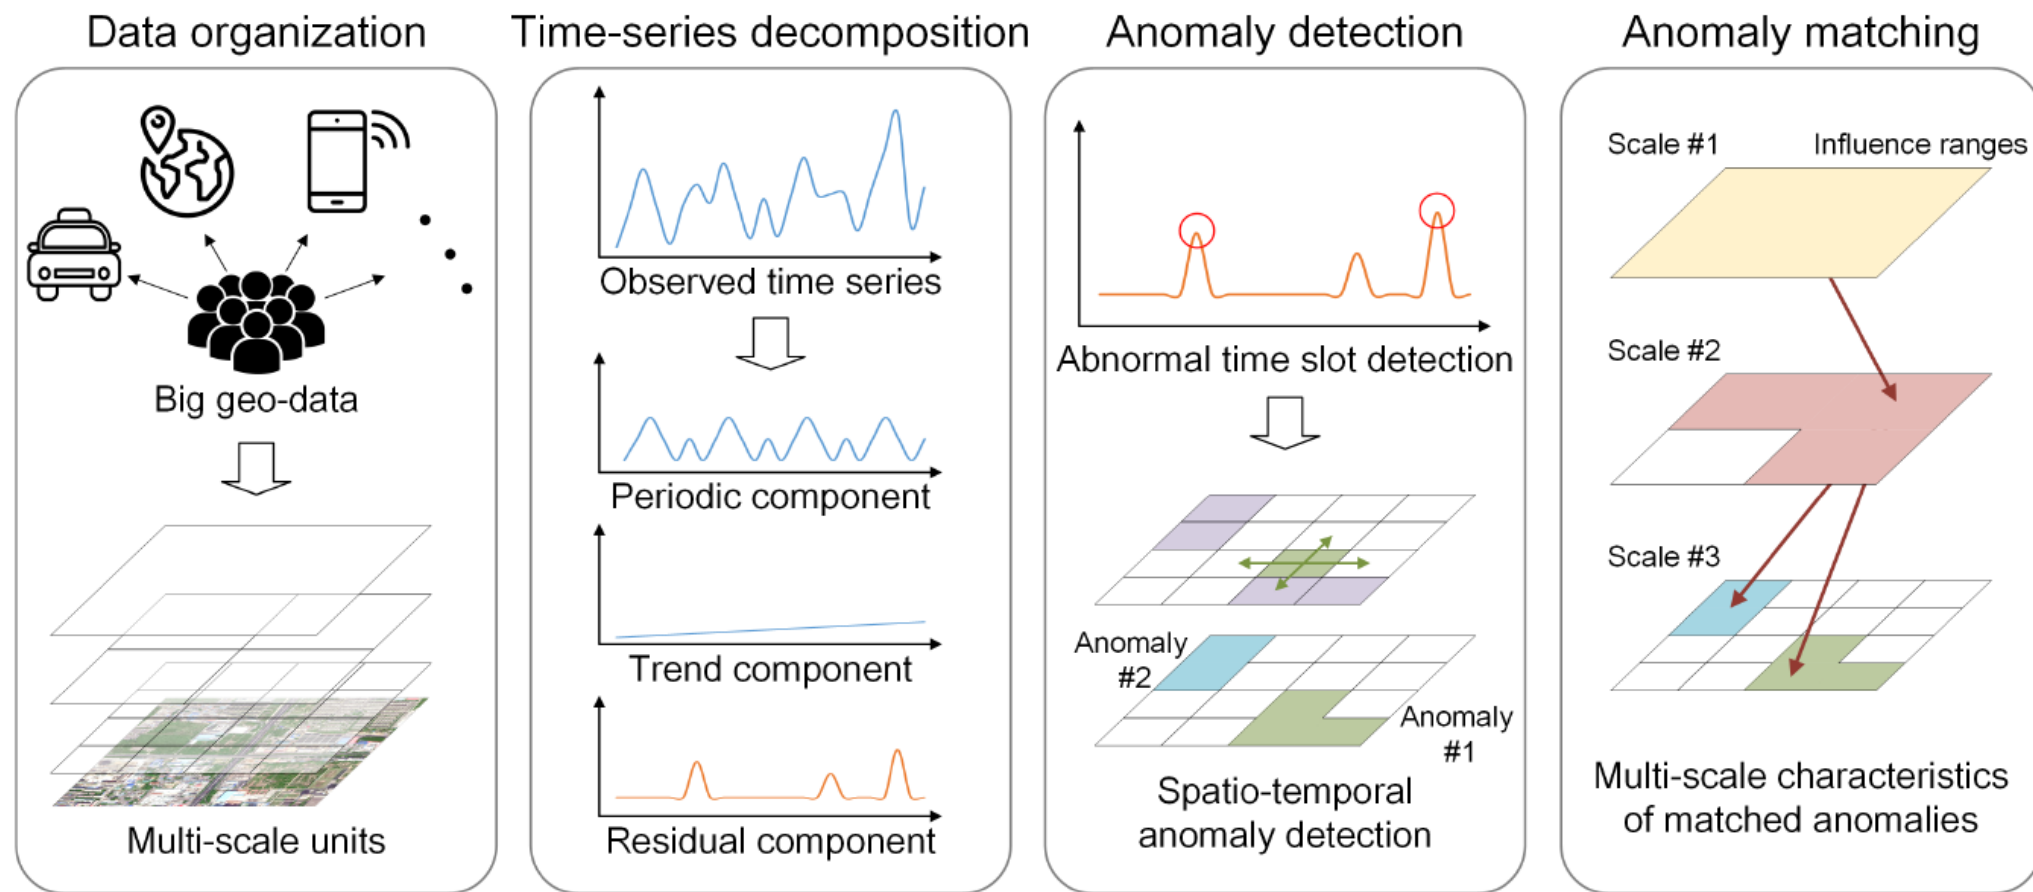 Data organization
Big geo-data
Multi-scale units
Time-series decomposition
Observed time series
Periodic component
Trend component
Residual component
Anomaly detection
Abnormal time slot detection
Anomaly
#2
Anomaly
#1
Spatio-temporal
anomaly detection
Anomaly matching
Scale #1
Influence ranges
Scale #2
Scale #3
Multi-scale characteristics
of matched anomalies